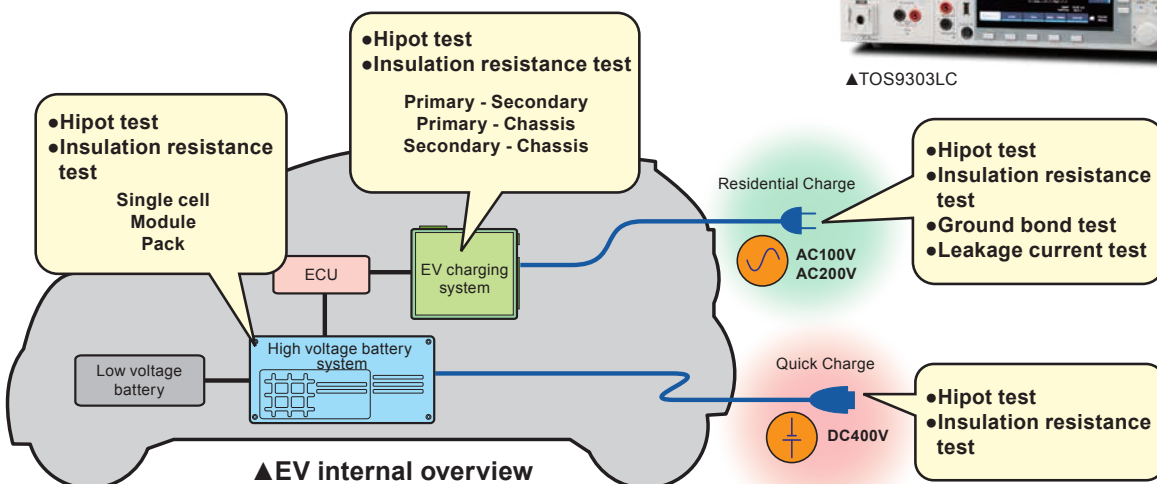 ▲TOS9303LC
●Hipot test
●Insulation resistance test
Primary - Secondary
Primary - Chassis
Secondary - Chassis
●Hipot test
●Insulation resistance
test
Single cell
Module
Pack
Residential Charge
AC100V
AC200V
●Hipot test
●Insulation resistance
test
●Ground bond test
●Leakage current test
ECU
EV charging
system
High voltage battery
system
Low voltage
battery
Quick Charge
DC400V
●Hipot test
●Insulation resistance
test
▲EV internal overview